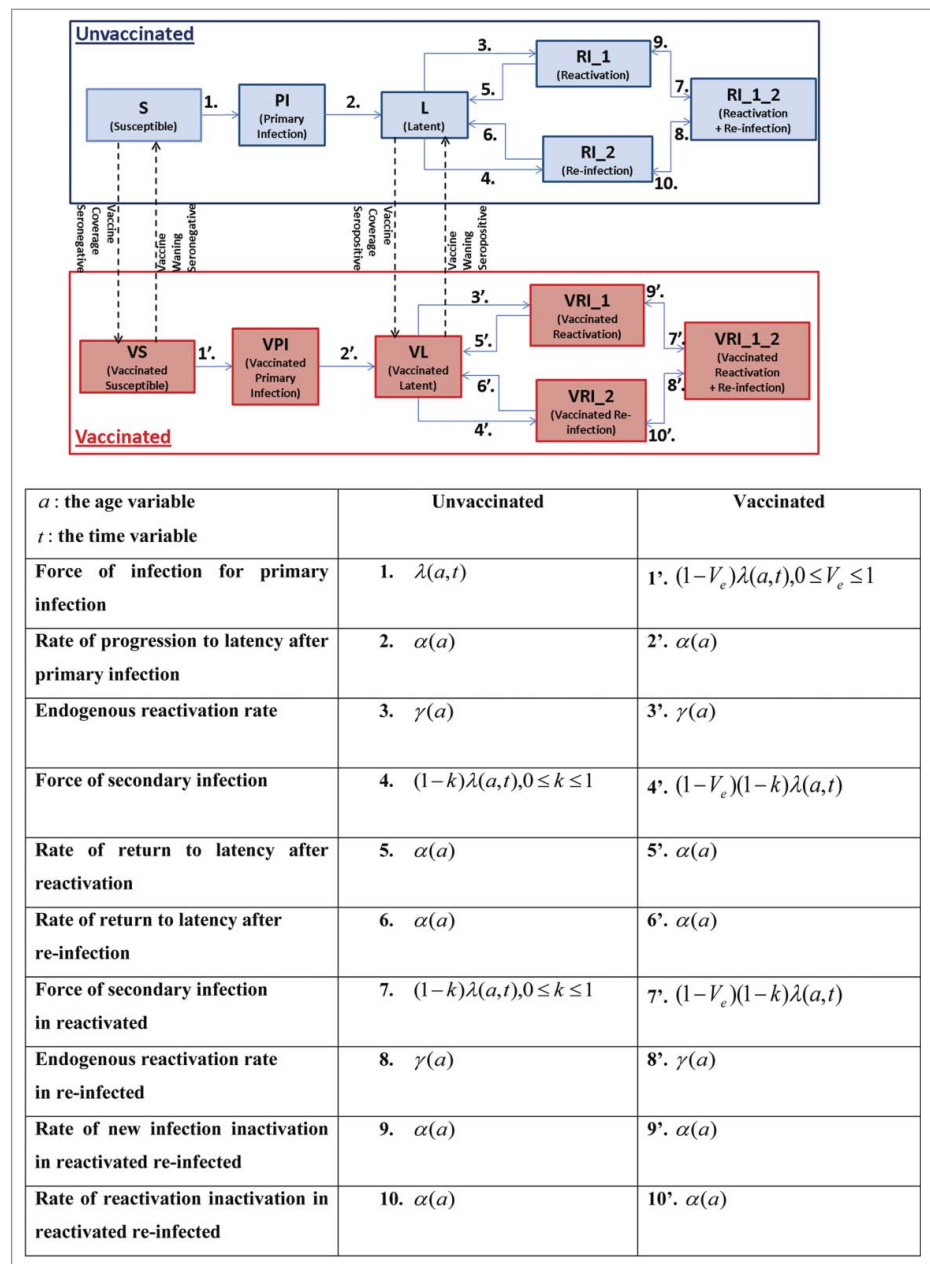 Unvaccinated
S
(Susceptible)
1.
PI
(Primary
Infection)
2.
L
(Latent)
3.
5.
6.
4.
RI_1
(Reactivation)
RI_2
(Re-infection)
9.
7.
8.
10.
RI_1_2
(Reactivation
+ Re-infection)
Vaccine
Coverage
Seronegative
Vaccine
Waning
Seronegative
Vaccine
Coverage
Seropositive
Vaccine
Waning
Seropositive
VS
(Vaccinated
Susceptible)
1’.
VPI
(Vaccinated
Primary
Infection)
2’.
VL
(Vaccinated
Latent)
3’.
5’.
6’.
4’.
VRI_1
(Vaccinated
Reactivation)
VRI_2
(Vaccinated Re-
infection)
9’.
7’.
8’.
10’.
VRI_1_2
(Vaccinated
Reactivation
+ Re-infection)
Vaccinated
a : the age variable
t : the time variable
Unvaccinated
Vaccinated
Force of infection for primary
infection
1. λ(a,t)
1’. (1−V_e)λ(a,t),0≤V_e≤1
Rate of progression to latency after
primary infection
2. α(a)
2’. α(a)
Endogenous reactivation rate
3. γ(a)
3’. γ(a)
Force of secondary infection
4. (1−k)λ(a,t),0≤k≤1
4’. (1−V_e)(1−k)λ(a,t)
Rate of return to latency after
reactivation
5. α(a)
5’. α(a)
Rate of return to latency after
re-infection
6. α(a)
6’. α(a)
Force of secondary infection
in reactivated
7. (1−k)λ(a,t),0≤k≤1
7’. (1−V_e)(1−k)λ(a,t)
Endogenous reactivation rate
in re-infected
8. γ(a)
8’. γ(a)
Rate of new infection inactivation
in reactivated re-infected
9. α(a)
9’. α(a)
Rate of reactivation inactivation in
reactivated re-infected
10. α(a)
10’. α(a)